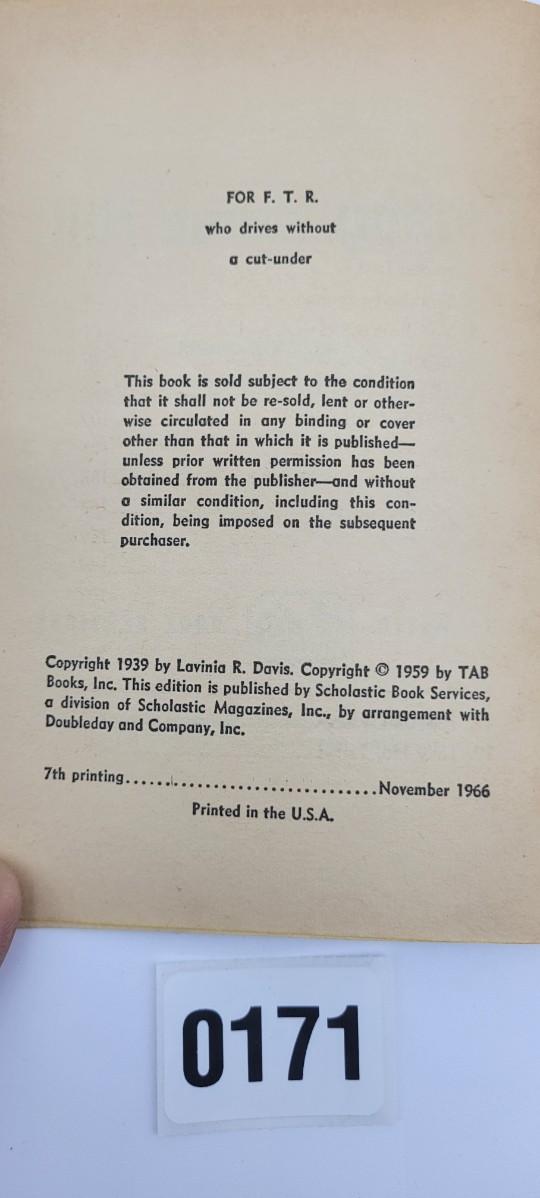 FOR F. T. R.
who drives without
a cut-under
This book is sold subject to the condition
that it shall not be re-sold, lent or other-
wise circulated in any binding or cover
other than that in which it is published—
unless prior written permission has been
obtained from the publisher—and without
a similar condition, including this con-
dition, being imposed on the subsequent
purchaser.
Copyright 1939 by Lavinia R. Davis. Copyright © 1959 by TAB
Books, Inc. This edition is published by Scholastic Book Services,
a division of Scholastic Magazines, Inc., by arrangement with
Doubleday and Company, Inc.
7th printing....................................November 1966
Printed in the U.S.A.
0171